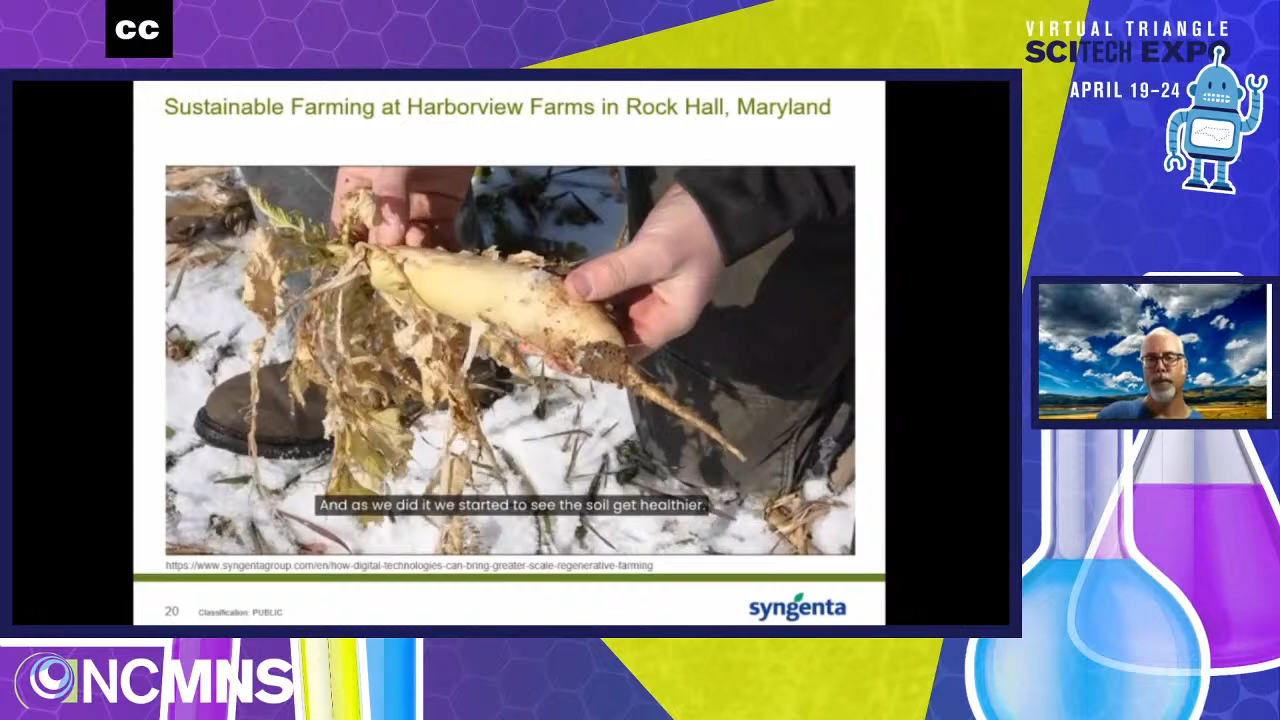 CC
VIRTUAL TRIANGLE
SCITECH EXPO
APRIL 19–24
Sustainable Farming at Harborview Farms in Rock Hall, Maryland
And as we did it we started to see the soil get healthier.
https://www.syngentagroup.com/en/how-digital-technologies-can-bring-greater-scale-regenerative-farming
20
Classification: PUBLIC
syngenta
NCMNS